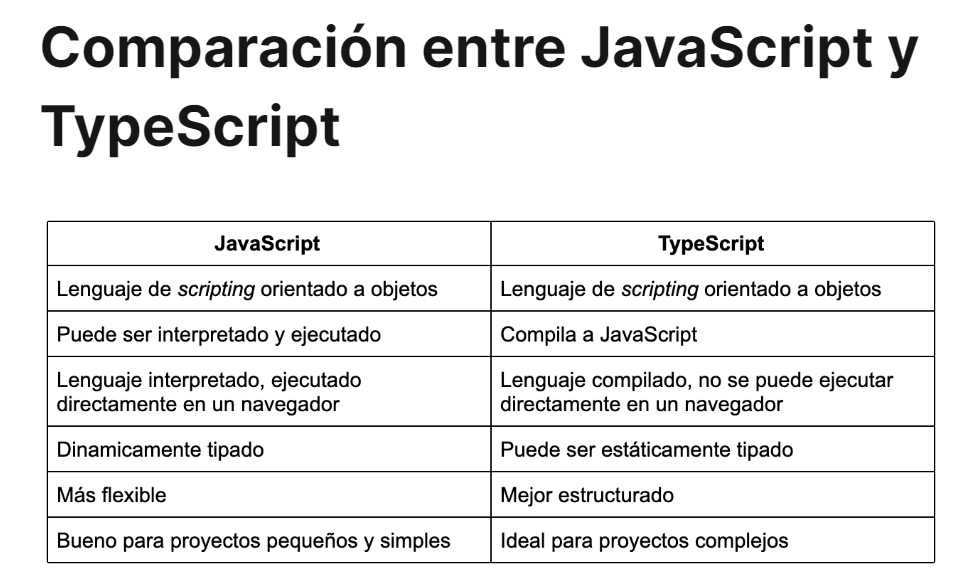 Comparación entre JavaScript y
TypeScript
JavaScript
TypeScript
Lenguaje de scripting orientado a objetos
Lenguaje de scripting orientado a objetos
Puede ser interpretado y ejecutado
Compila a JavaScript
Lenguaje interpretado, ejecutado
directamente en un navegador
Lenguaje compilado, no se puede ejecutar
directamente en un navegador
Dinamicamente tipado
Puede ser estáticamente tipado
Más flexible
Mejor estructurado
Bueno para proyectos pequeños y simples
Ideal para proyectos complejos